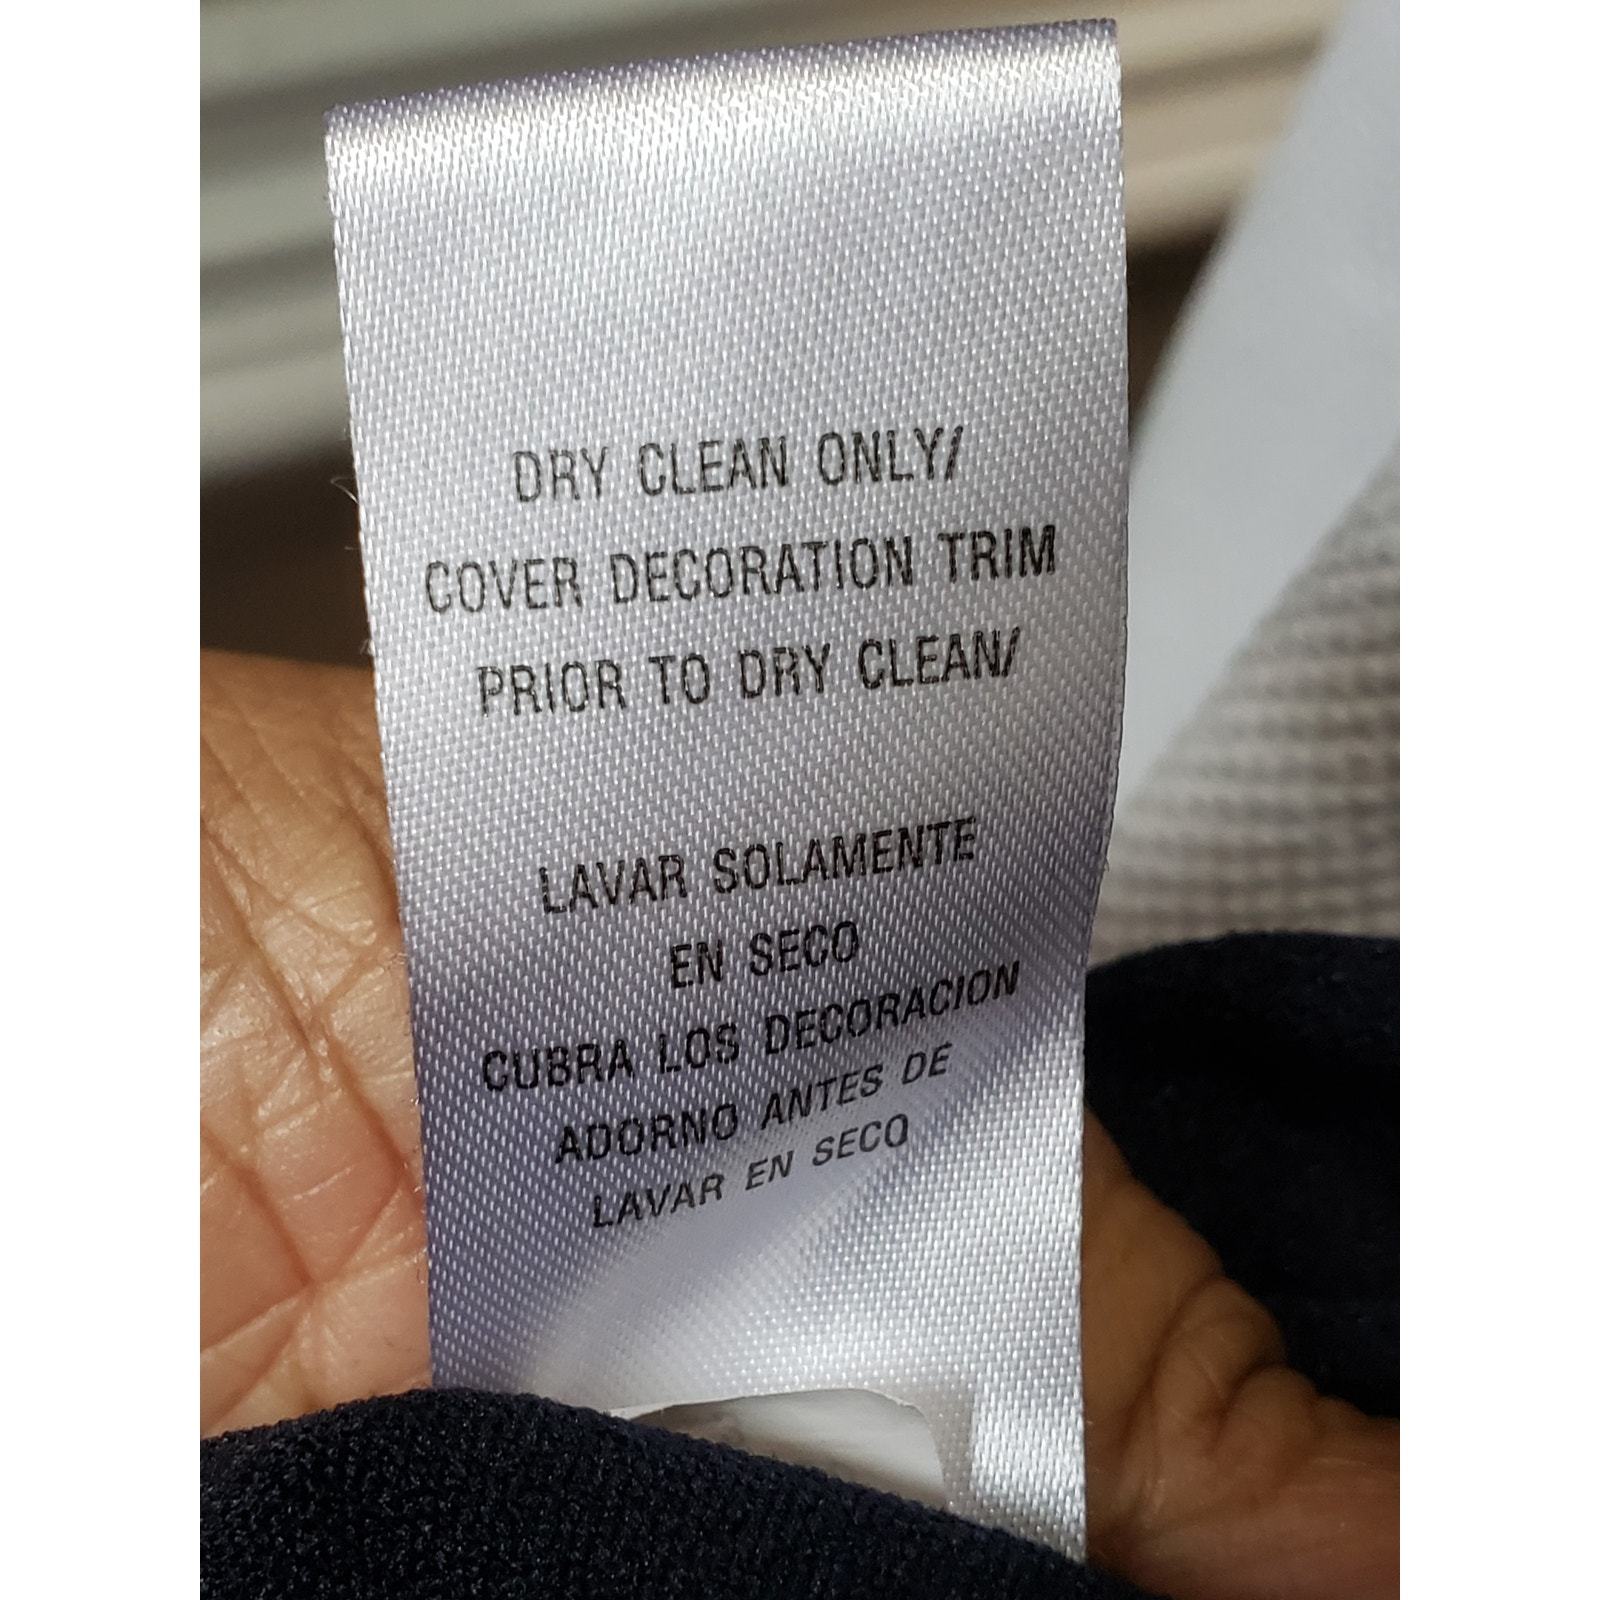 DRY CLEAN ONLY/
COVER DECORATION TRIM
PRIOR TO DRY CLEAN/
LAVAR SOLAMENTE
EN SECO
CUBRA LOS DECORACION
ADORNO ANTES DE
LAVAR EN SECO